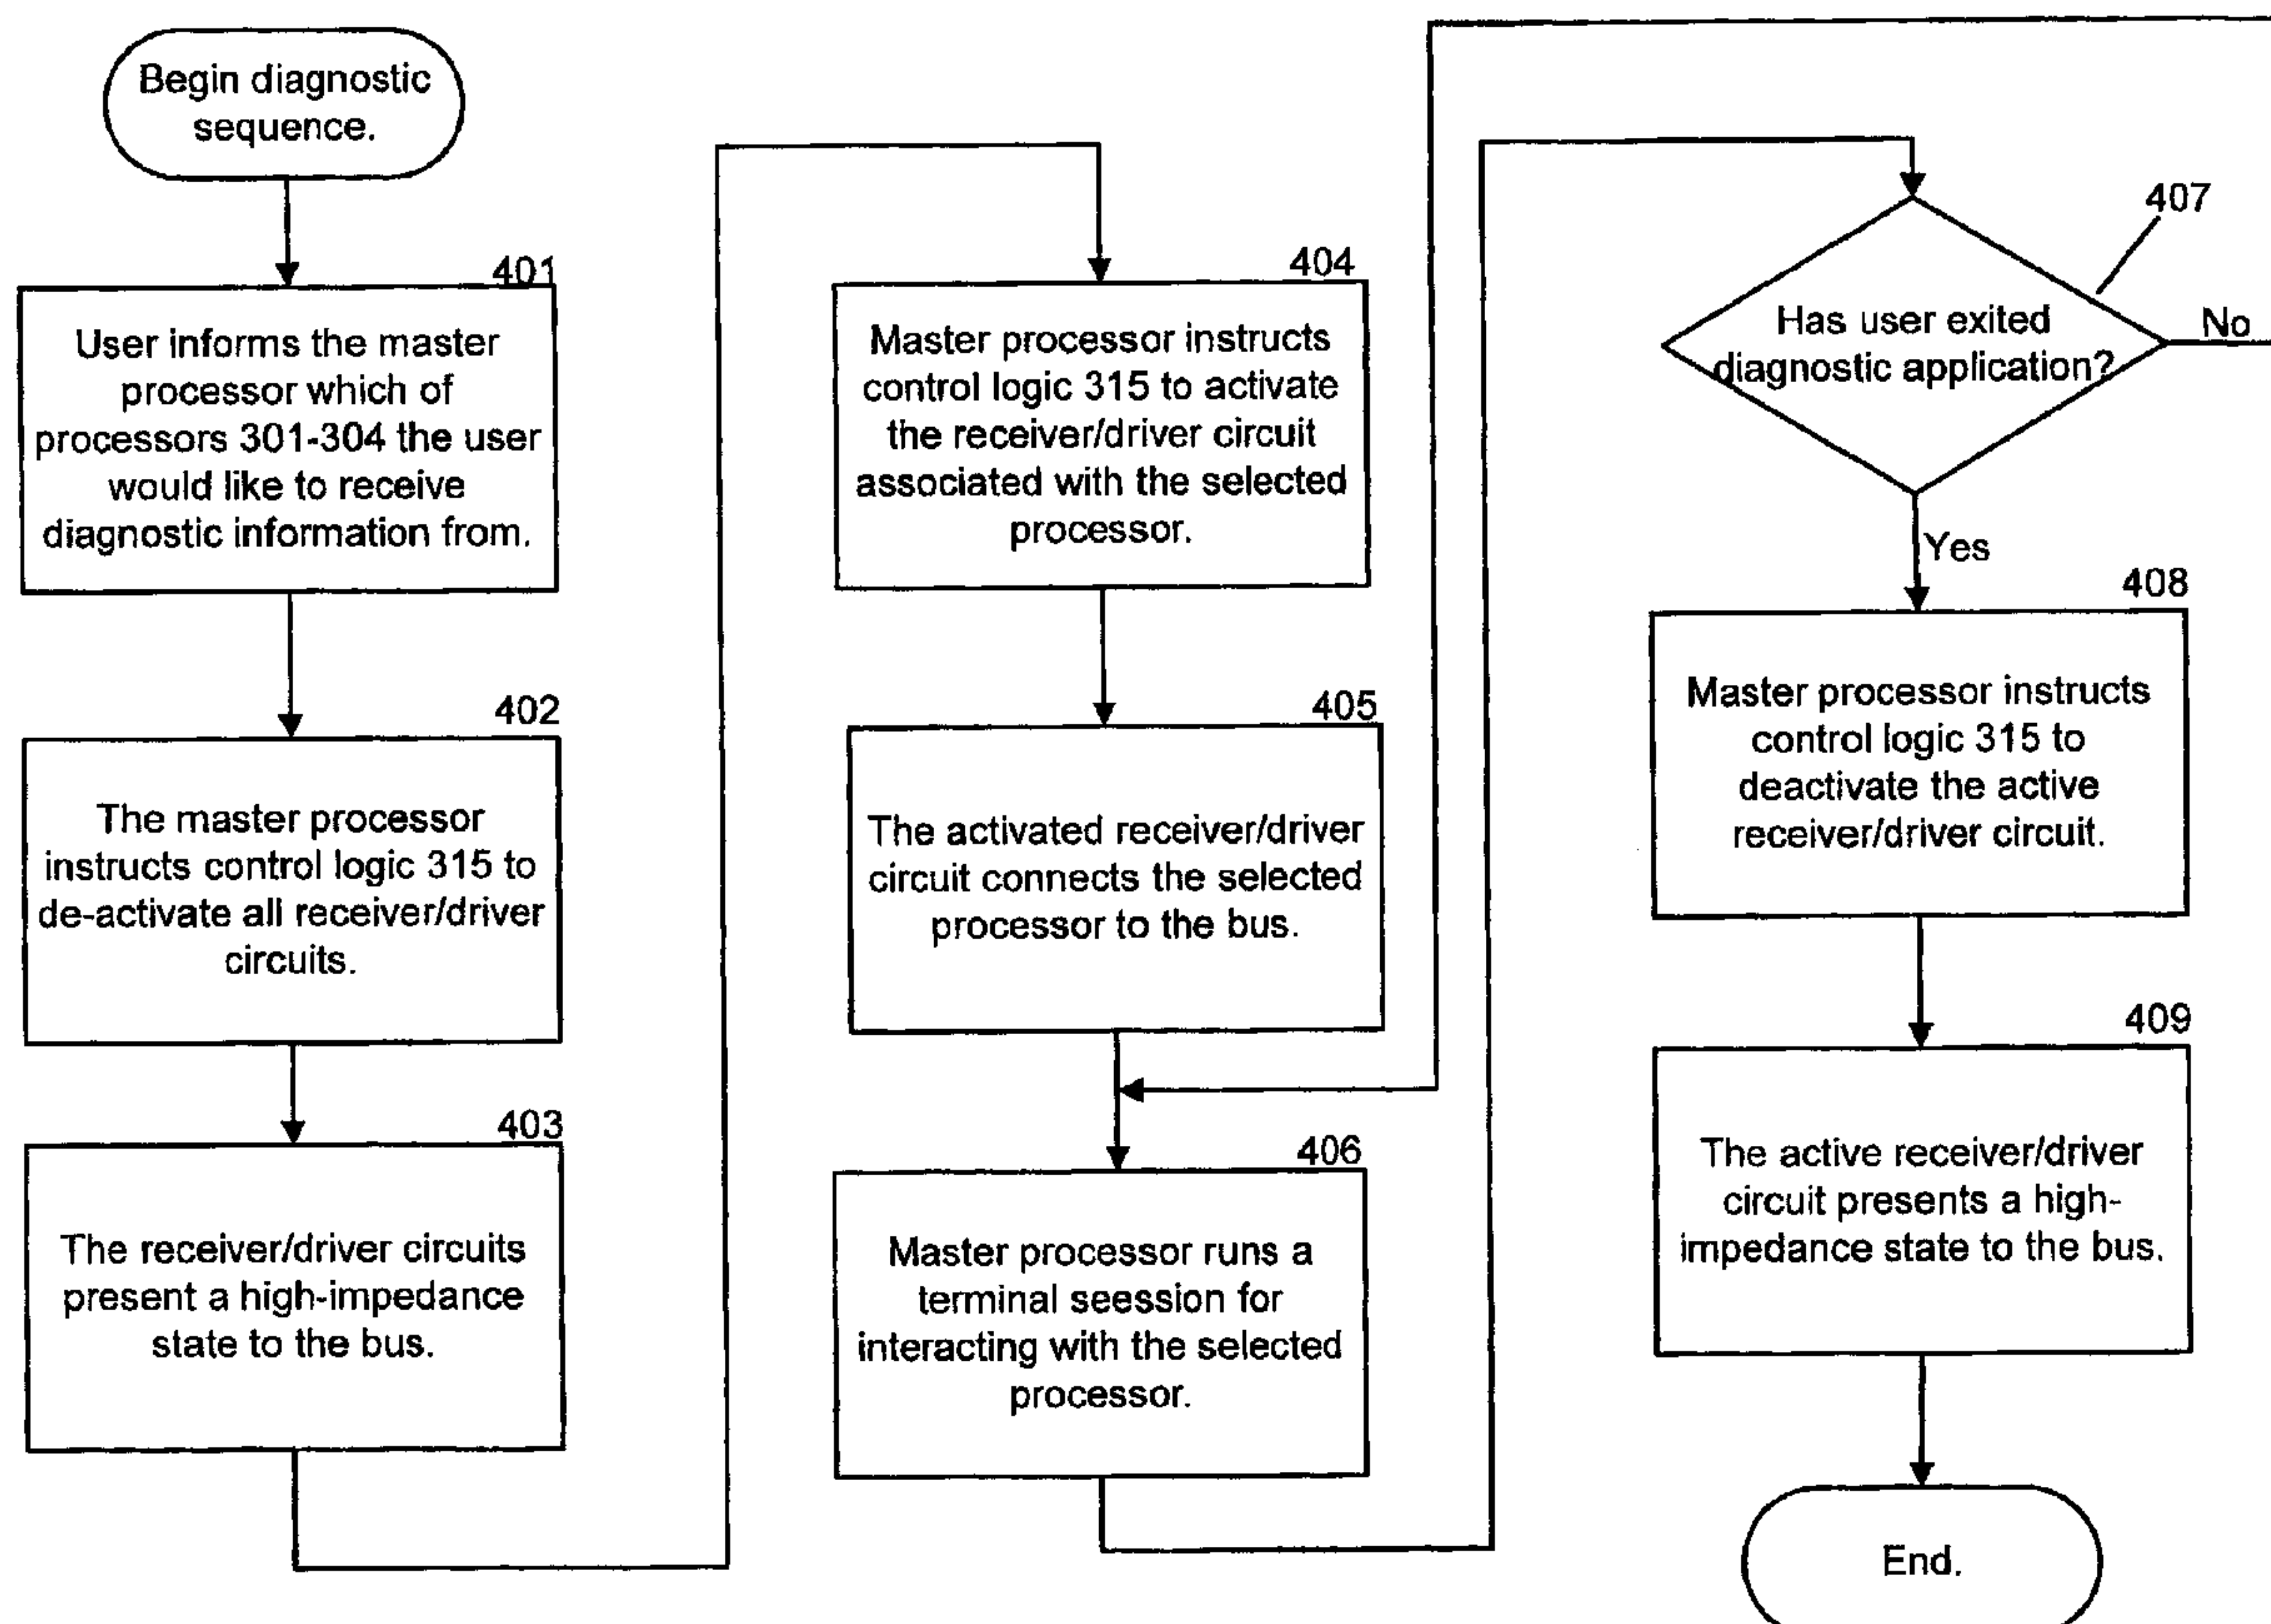 Begin diagnostic
sequence.
401
User informs the master
processor which of
processors 301-304 the user
would like to receive
diagnostic information from.
402
The master processor
instructs control logic 315 to
de-activate all receiver/driver
circuits.
403
The receiver/driver circuits
present a high-impedance
state to the bus.
404
Master processor instructs
control logic 315 to activate
the receiver/driver circuit
associated with the selected
processor.
405
The activated receiver/driver
circuit connects the selected
processor to the bus.
406
Master processor runs a
terminal seession for
interacting with the selected
processor.
407
Has user exited
diagnostic application?
No
Yes
408
Master processor instructs
control logic 315 to
deactivate the active
receiver/driver circuit.
409
The active receiver/driver
circuit presents a high-
impedance state to the bus.
End.